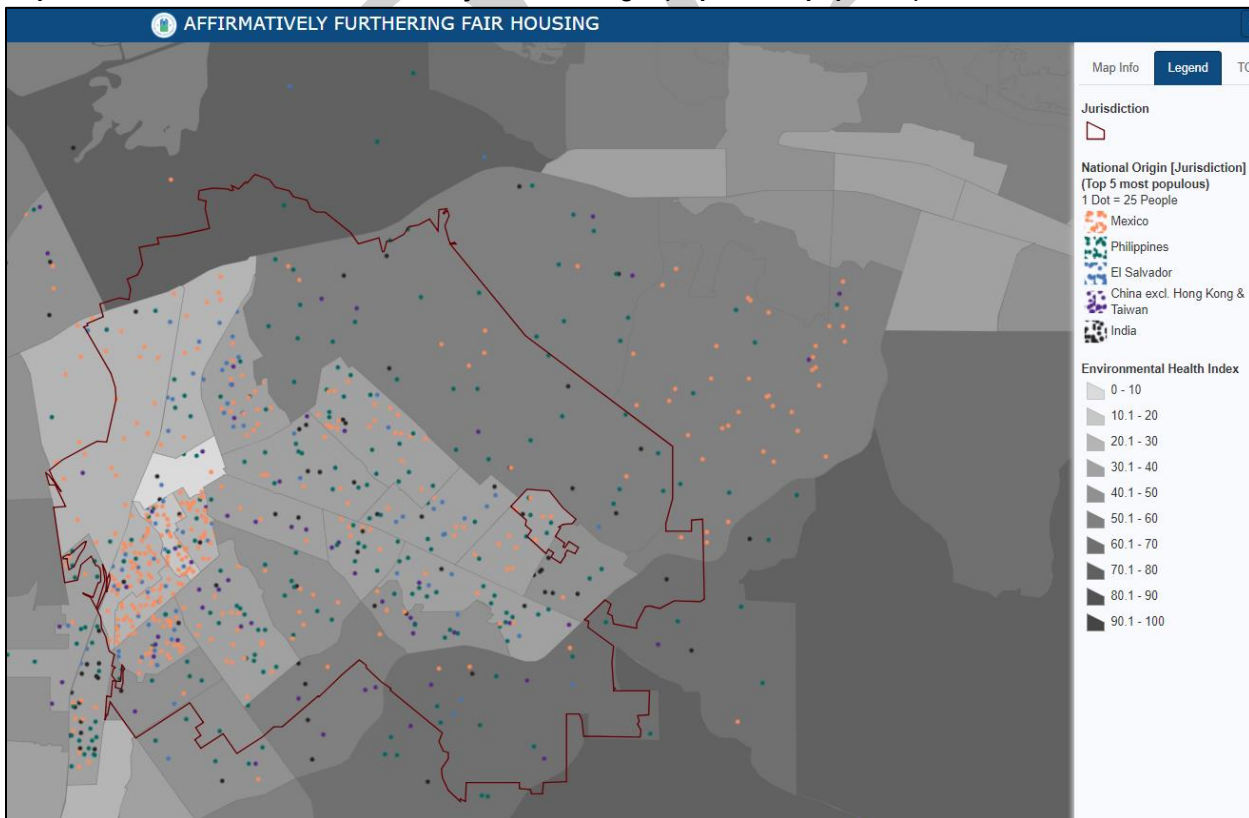 AFFIRMATIVELY FURTHERING FAIR HOUSING
Map Info
Legend
Jurisdiction
National Origin [Jurisdiction]
(Top 5 most populous)
1 Dot = 25 People
Mexico
Philippines
El Salvador
China excl. Hong Kong &
Taiwan
India
Environmental Health Index
0 - 10
10.1 - 20
20.1 - 30
30.1 - 40
40.1 - 50
50.1 - 60
60.1 - 70
70.1 - 80
80.1 - 90
90.1 - 100